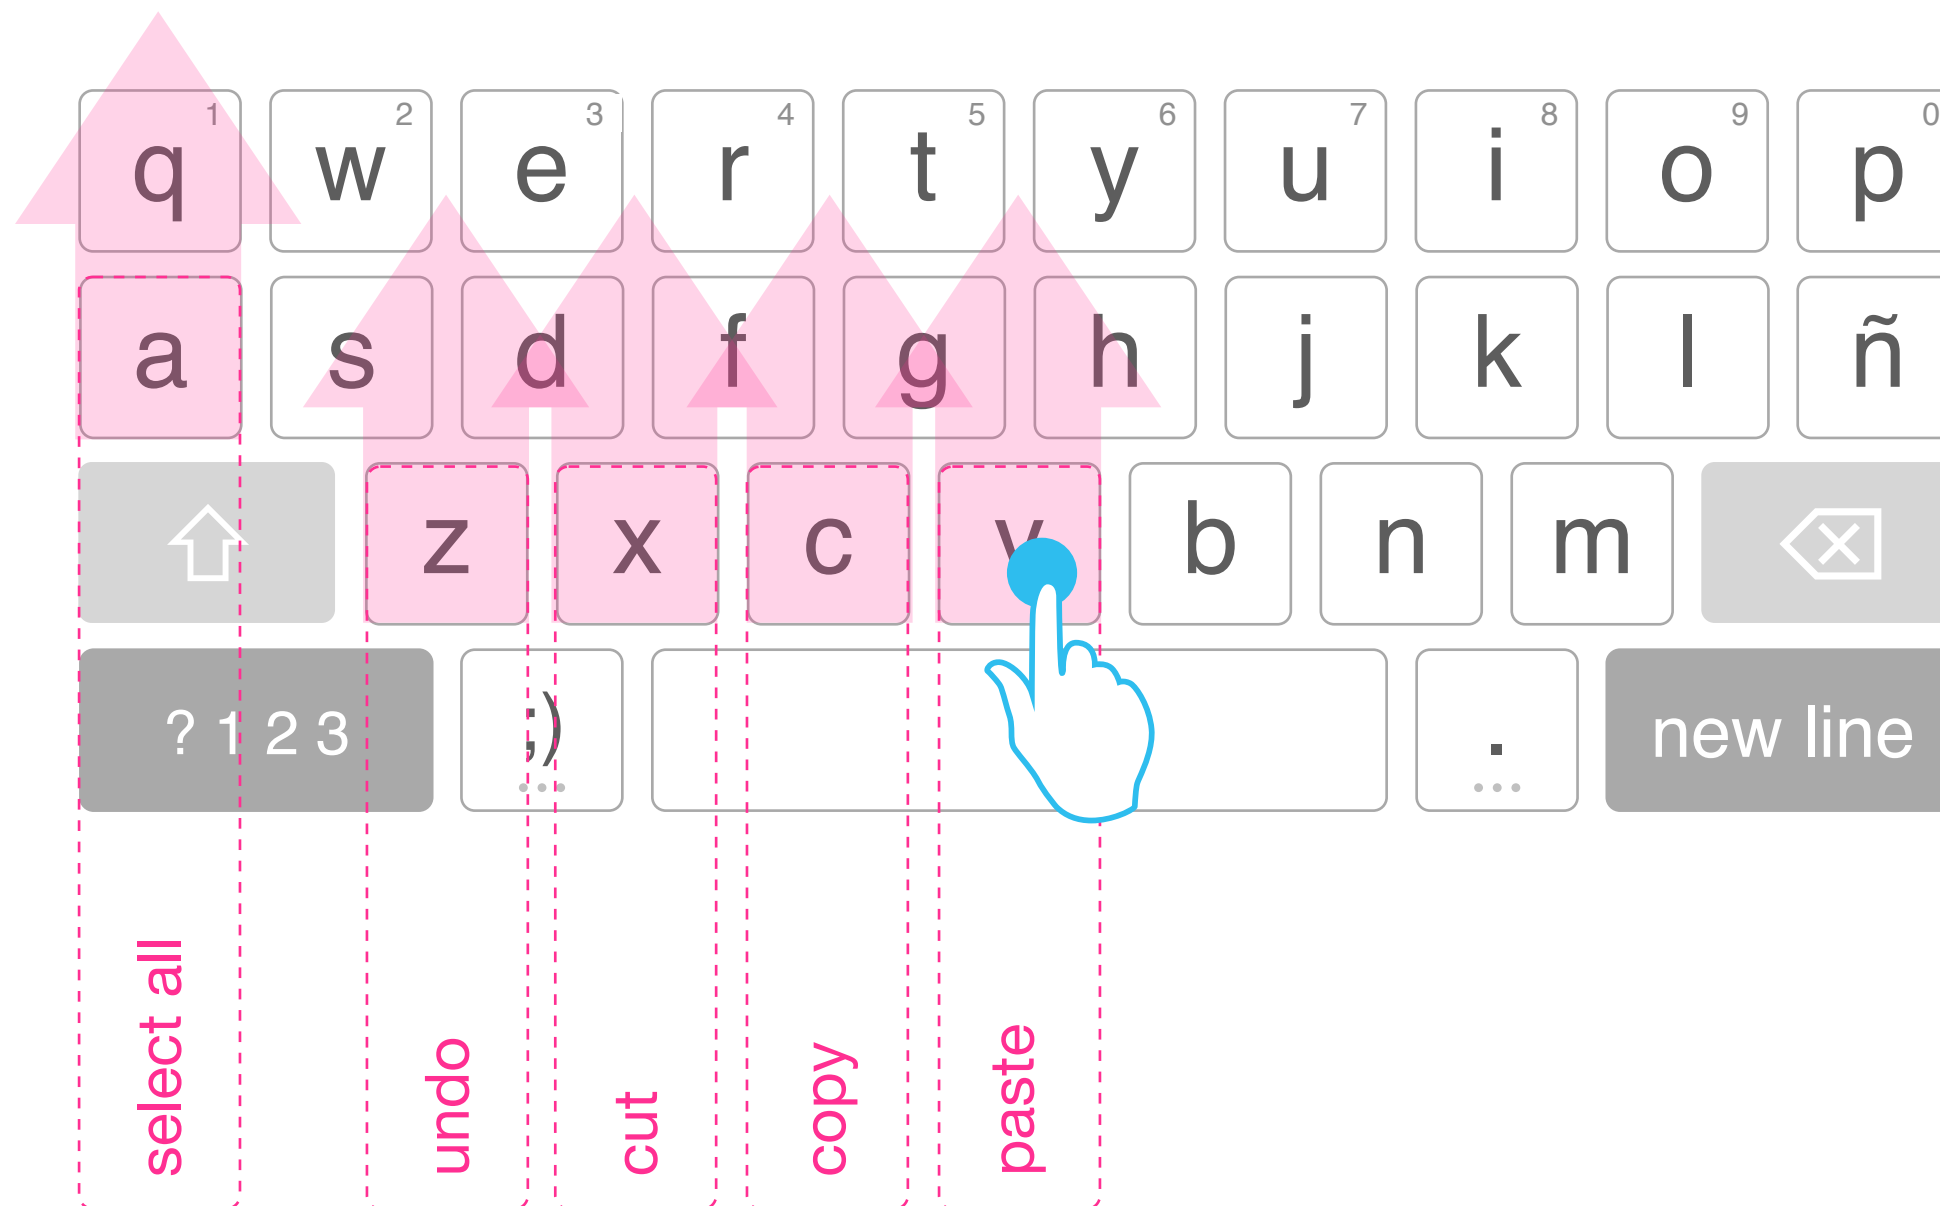 1 2 3 4 5 6 7 8 9 0
q w e r t y u i o p
a s d f g h j k l ñ
z x c v b n m
? 1 2 3 ;) . new line
select all
undo
cut
copy
paste